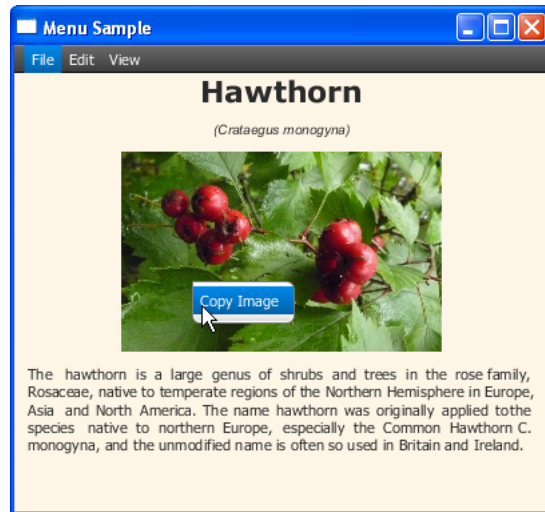 Menu Sample
File Edit View
Hawthorn
(Crataegus monogyna)
Copy Image
The hawthorn is a large genus of shrubs and trees in the rose family,
Rosaceae, native to temperate regions of the Northern Hemisphere in Europe,
Asia and North America. The name hawthorn was originally applied tothe
species native to northern Europe, especially the Common Hawthorn C.
monogyna, and the unmodified name is often so used in Britain and Ireland.